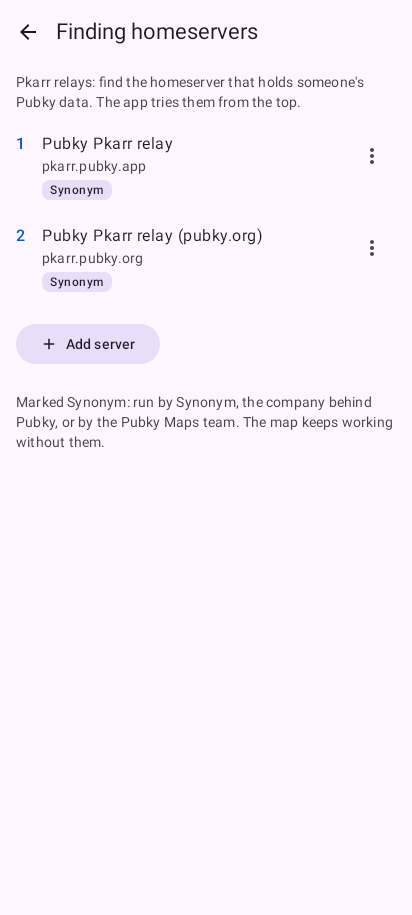 Finding homeservers
Pkarr relays: find the homeserver that holds someone's
Pubky data. The app tries them from the top.
1 Pubky Pkarr relay
pkarr.pubky.app
Synonym
2 Pubky Pkarr relay (pubky.org)
pkarr.pubky.org
Synonym
+ Add server
Marked Synonym: run by Synonym, the company behind
Pubky, or by the Pubky Maps team. The map keeps working
without them.